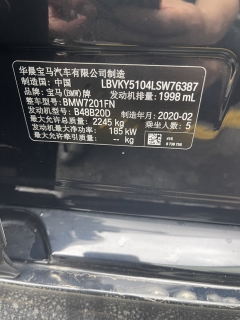 华晨宝马汽车有限公司制造
制造国：中国 LBVKY5104LSW76387
品牌：宝马(BMW)牌 发动机排量：1998 mL
整车型号：BMW7201FN
发动机型号：B48B20D 制造年月：2020-02
最大允许总质量：2245 kg 乘坐人数：5
发动机最大净功率：185 kW
最大允许牵引质量：-- kg